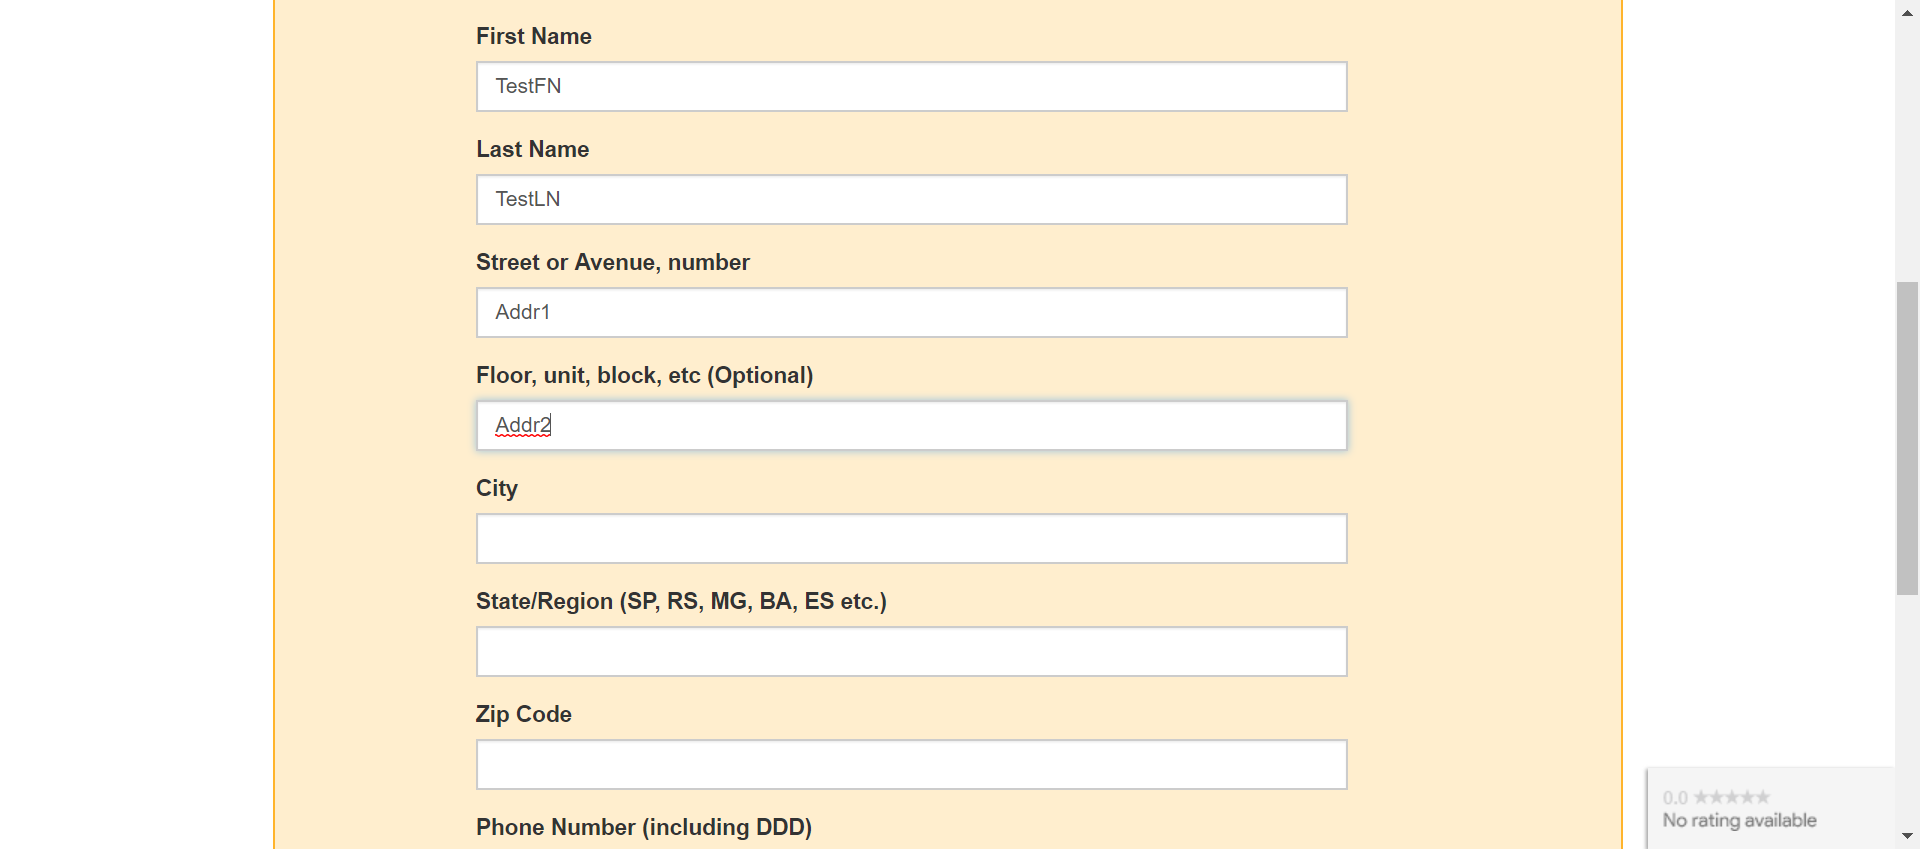 First Name
TestFN
Last Name
TestLN
Street or Avenue, number
Addr1
Floor, unit, block, etc (Optional)
Addr2
City
State/Region (SP, RS, MG, BA, ES etc.)
Zip Code
Phone Number (including DDD)
0.0 ★★★★★
No rating available